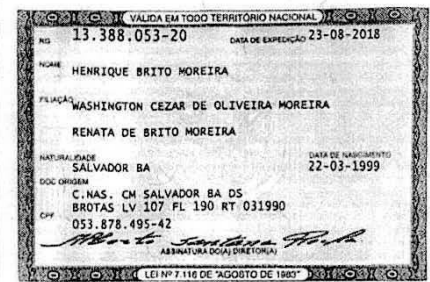 VÁLIDA EM TODO TERRITÓRIO NACIONAL
RG 13.388.053-20 DATA DE EXPEDIÇÃO 23-08-2018
NOME HENRIQUE BRITO MOREIRA
FILIAÇÃO WASHINGTON CEZAR DE OLIVEIRA MOREIRA
RENATA DE BRITO MOREIRA
NATURALIDADE DATA DE NASCIMENTO
SALVADOR BA 22-03-1999
DOC ORIGEM
C.NAS. CM SALVADOR BA DS
BROTAS LV 107 FL 190 RT 031990
CPF 053.878.495-42
ASSINATURA DO(A) DIRETOR(A)
LEI Nº 7.116 DE AGOSTO DE 1983